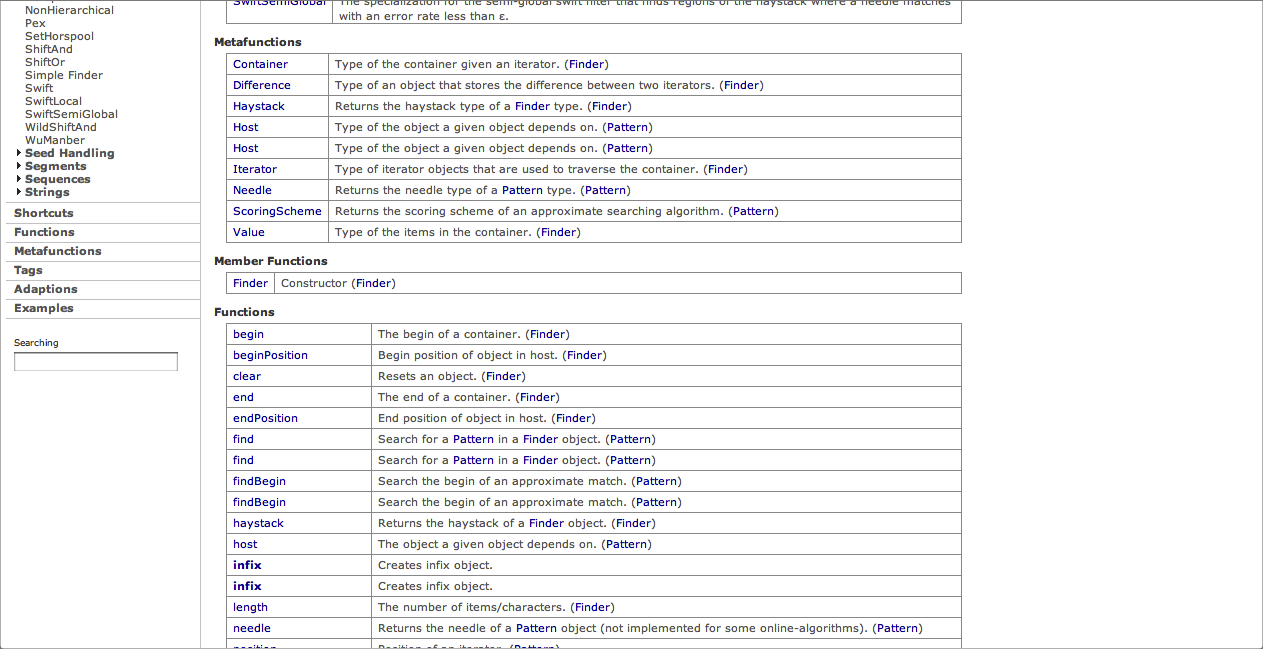 NonHierarchical
Pex
SetHorspool
ShiftAnd
ShiftOr
Simple Finder
Swift
SwiftLocal
SwiftSemiGlobal
WildShiftAnd
WuManber
Seed Handling
Segments
Sequences
Strings
Shortcuts
Functions
Metafunctions
Tags
Adaptions
Examples
Searching
SwiftSemiGlobal The specialization for the semi-global swift filter that finds regions of the haystack where a needle matches
with an error rate less than ε.
Metafunctions
Container Type of the container given an iterator. (Finder)
Difference Type of an object that stores the difference between two iterators. (Finder)
Haystack Returns the haystack type of a Finder type. (Finder)
Host Type of the object a given object depends on. (Pattern)
Host Type of the object a given object depends on. (Pattern)
Iterator Type of iterator objects that are used to traverse the container. (Finder)
Needle Returns the needle type of a Pattern type. (Pattern)
ScoringScheme Returns the scoring scheme of an approximate searching algorithm. (Pattern)
Value Type of the items in the container. (Finder)
Member Functions
Finder Constructor (Finder)
Functions
begin The begin of a container. (Finder)
beginPosition Begin position of object in host. (Finder)
clear Resets an object. (Finder)
end The end of a container. (Finder)
endPosition End position of object in host. (Finder)
find Search for a Pattern in a Finder object. (Pattern)
find Search for a Pattern in a Finder object. (Pattern)
findBegin Search the begin of an approximate match. (Pattern)
findBegin Search the begin of an approximate match. (Pattern)
haystack Returns the haystack of a Finder object. (Finder)
host The object a given object depends on. (Pattern)
infix Creates infix object.
infix Creates infix object.
length The number of items/characters. (Finder)
needle Returns the needle of a Pattern object (not implemented for some online-algorithms). (Pattern)
position Position of an iterator. (Pattern)